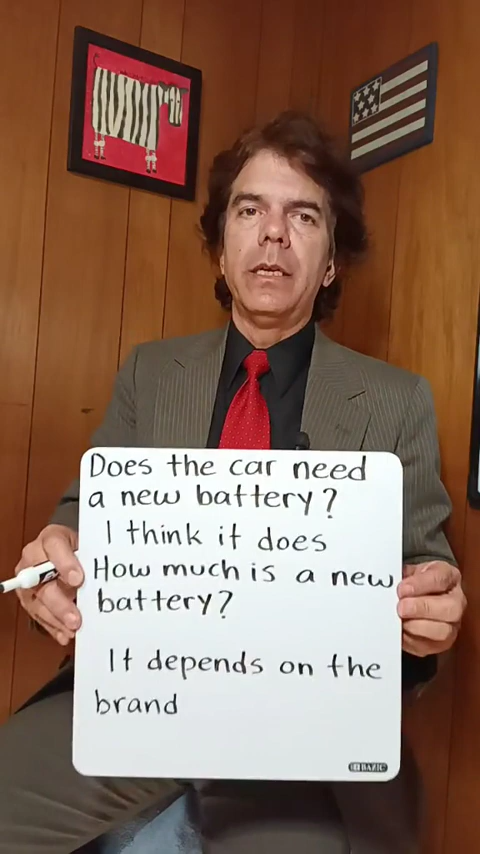 Does the car need
a new battery?
I think it does
How much is a new
battery?
It depends on the
brand
BAZIC